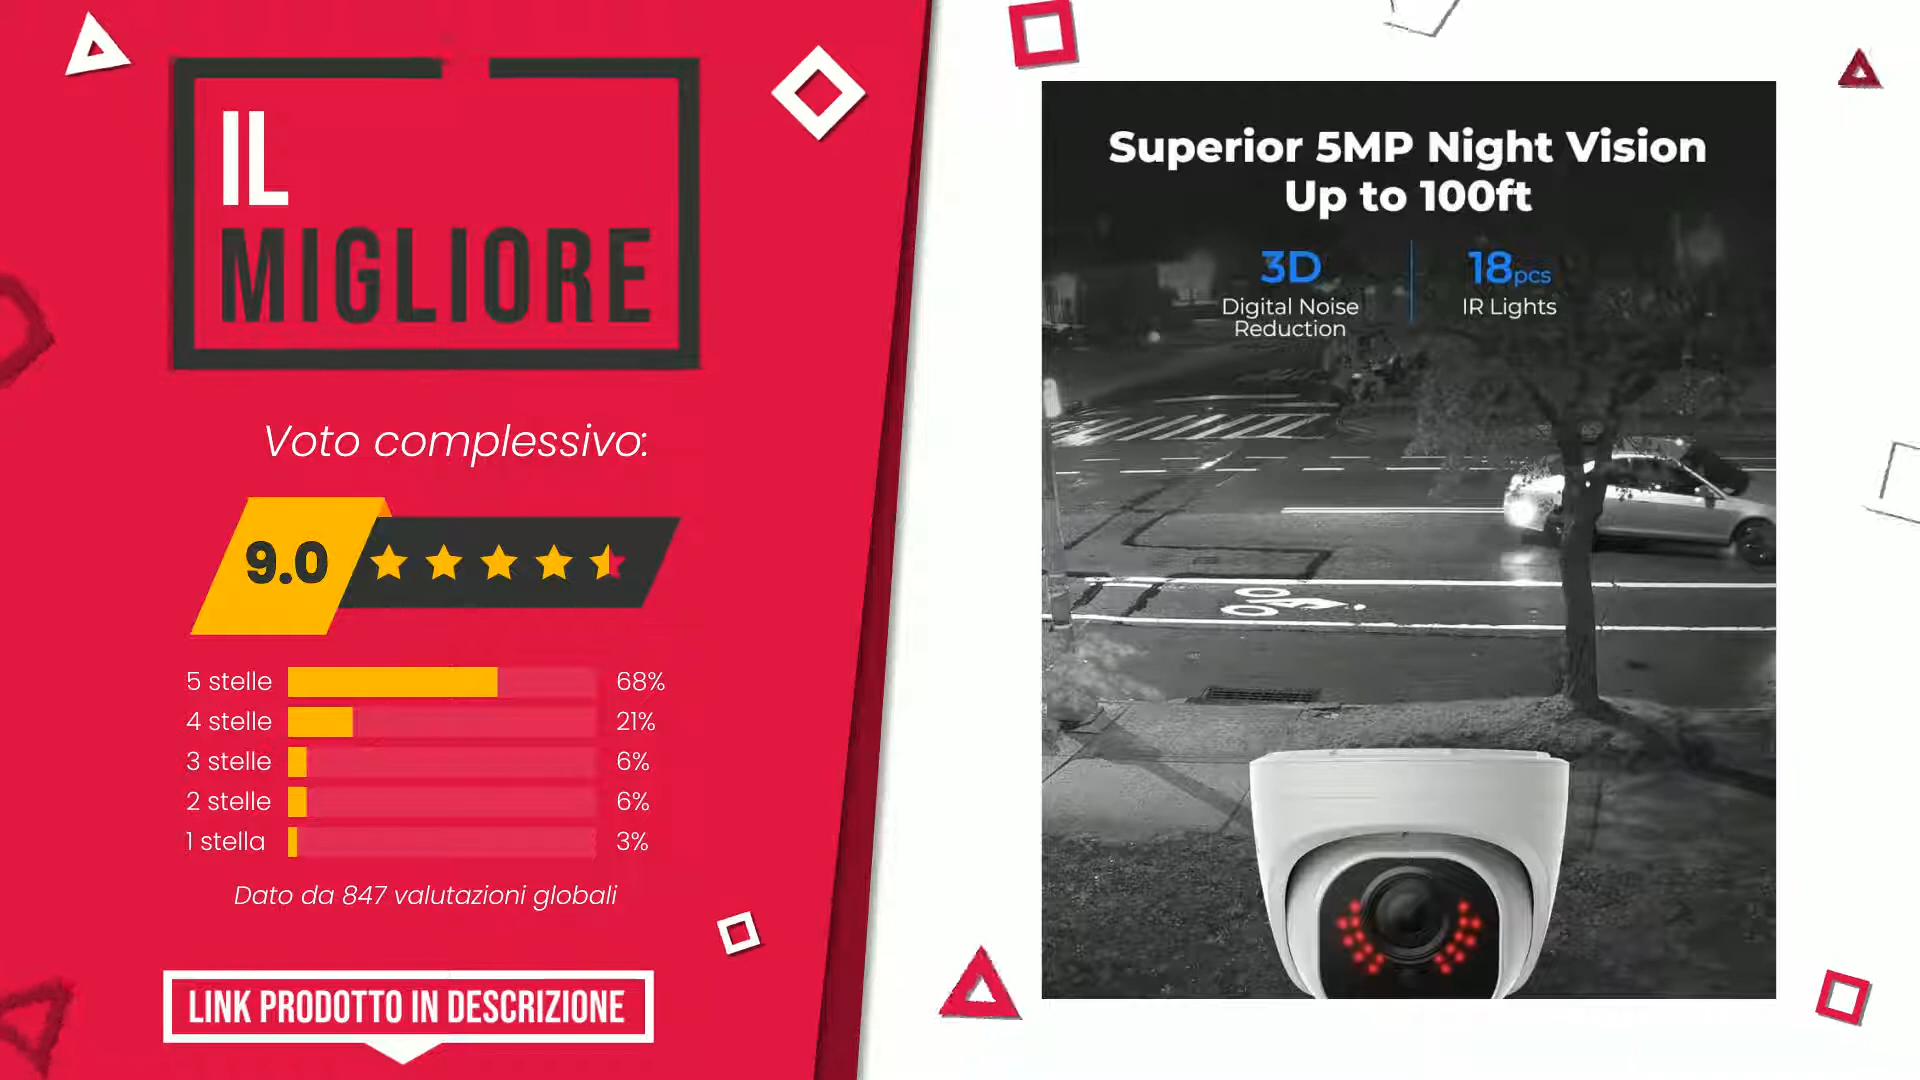 IL
MIGLIORE
Voto complessivo:
9.0
5 stelle 68%
4 stelle 21%
3 stelle 6%
2 stelle 6%
1 stella 3%
Dato da 847 valutazioni globali
LINK PRODOTTO IN DESCRIZIONE
Superior 5MP Night Vision
Up to 100ft
3D
Digital Noise
Reduction
18pcs
IR Lights